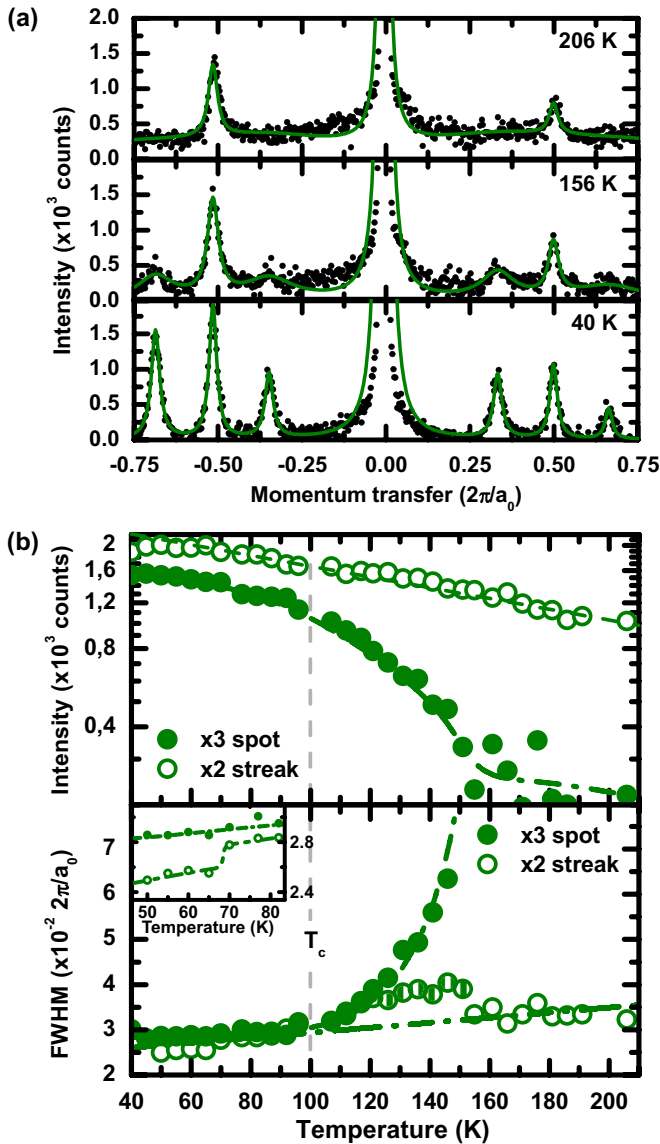 (a)
2.0
1.5
1.0
0.5
0.0
206 K
1.5
1.0
0.5
0.0
156 K
1.5
1.0
0.5
0.0
40 K
Intensity (x10³ counts)
-0.75 -0.50 -0.25 0.00 0.25 0.50 0.75
Momentum transfer (2π/a₀)
(b)
2
1.6
1.2
0.8
0.4
Intensity (x10³ counts)
x3 spot
x2 streak
7
6
5
4
3
2
FWHM (x10⁻² 2π/a₀)
x3 spot
x2 streak
2.8
2.4
50 60 70 80
Temperature (K)
T_c
40 60 80 100 120 140 160 180 200
Temperature (K)